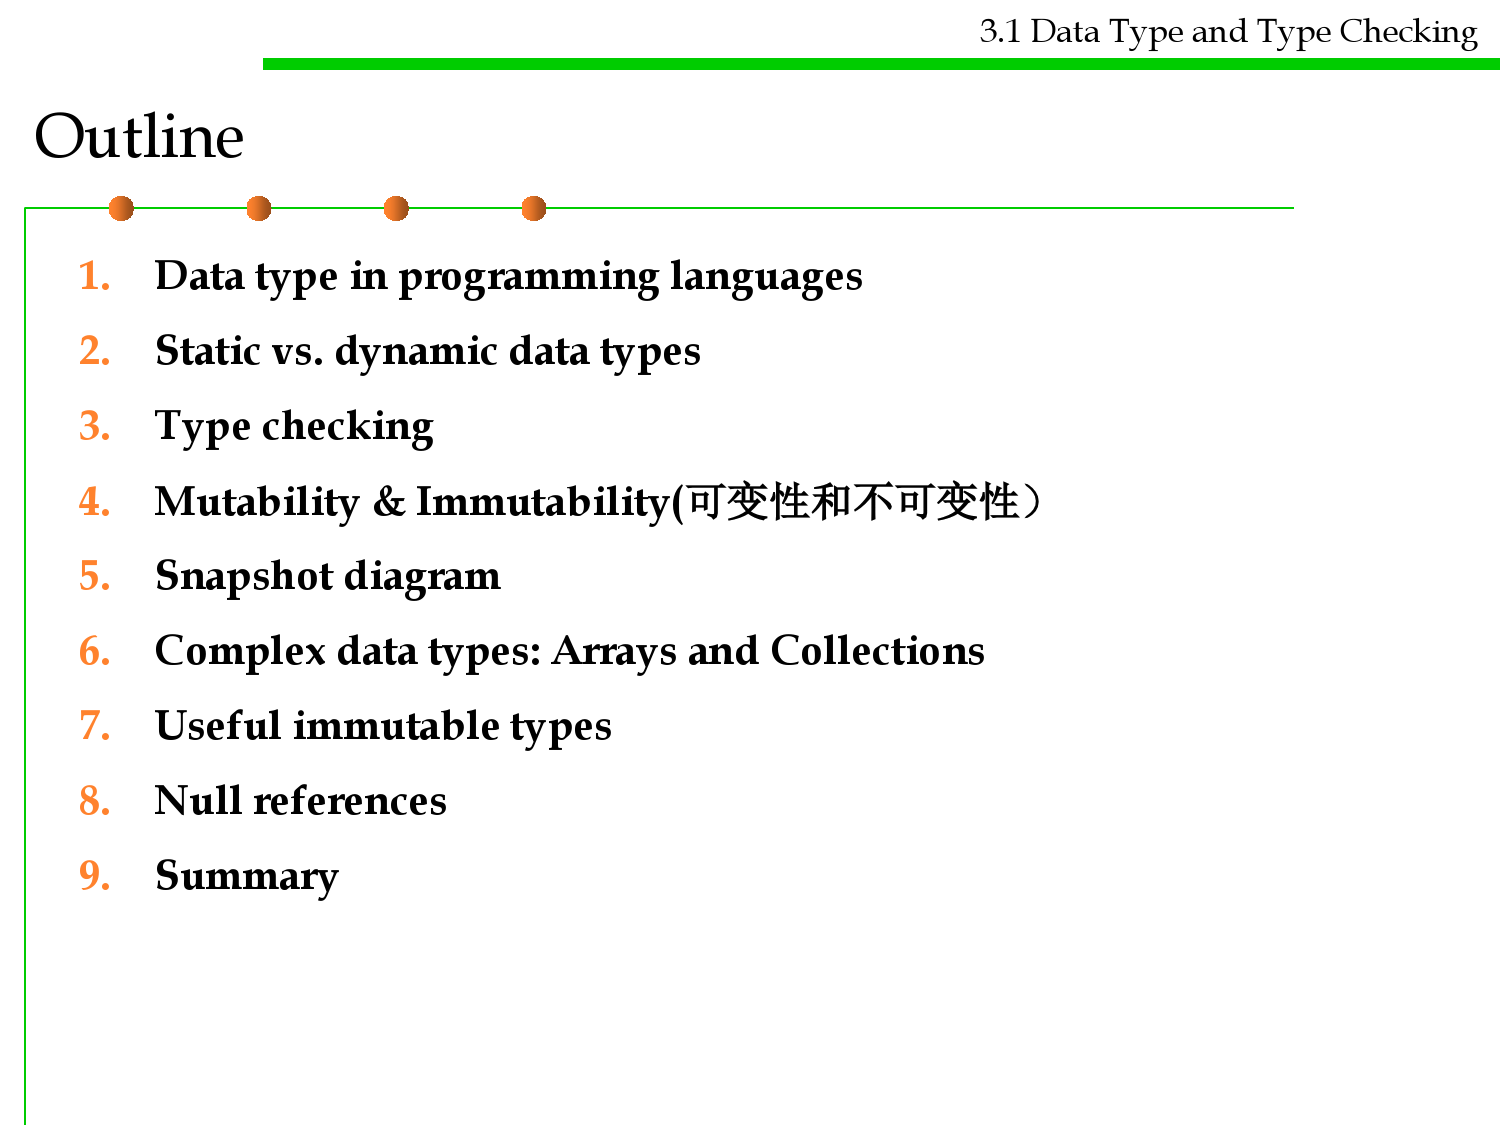 3.1 Data Type and Type Checking
Outline
1. Data type in programming languages
2. Static vs. dynamic data types
3. Type checking
4. Mutability & Immutability(可变性和不可变性）
5. Snapshot diagram
6. Complex data types: Arrays and Collections
7. Useful immutable types
8. Null references
9. Summary